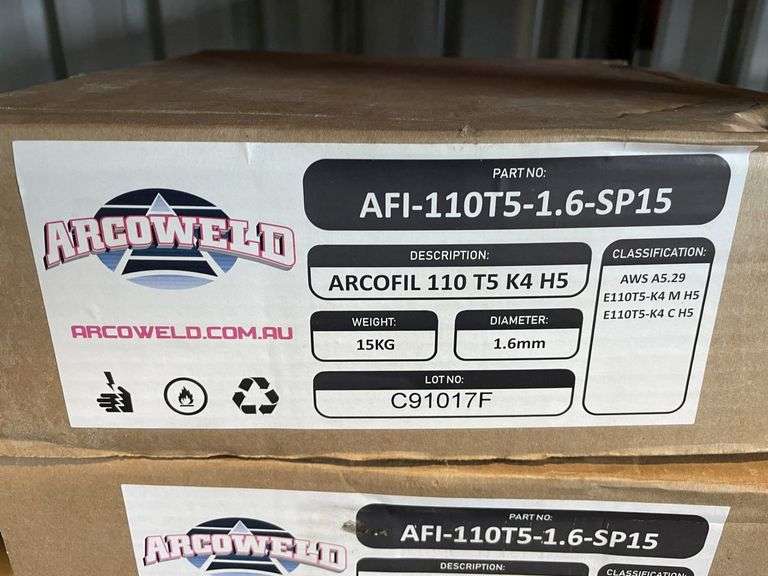 ARCOWELD
ARCOWELD.COM.AU
PART NO:
AFI-110T5-1.6-SP15
DESCRIPTION:
ARCOFIL 110 T5 K4 H5
WEIGHT:
15KG
DIAMETER:
1.6mm
LOT NO:
C91017F
CLASSIFICATION:
AWS A5.29
E110T5-K4 M H5
E110T5-K4 C H5
ARCOWELD
PART NO:
AFI-110T5-1.6-SP15
DESCRIPTION:
CLASSIFICATION: